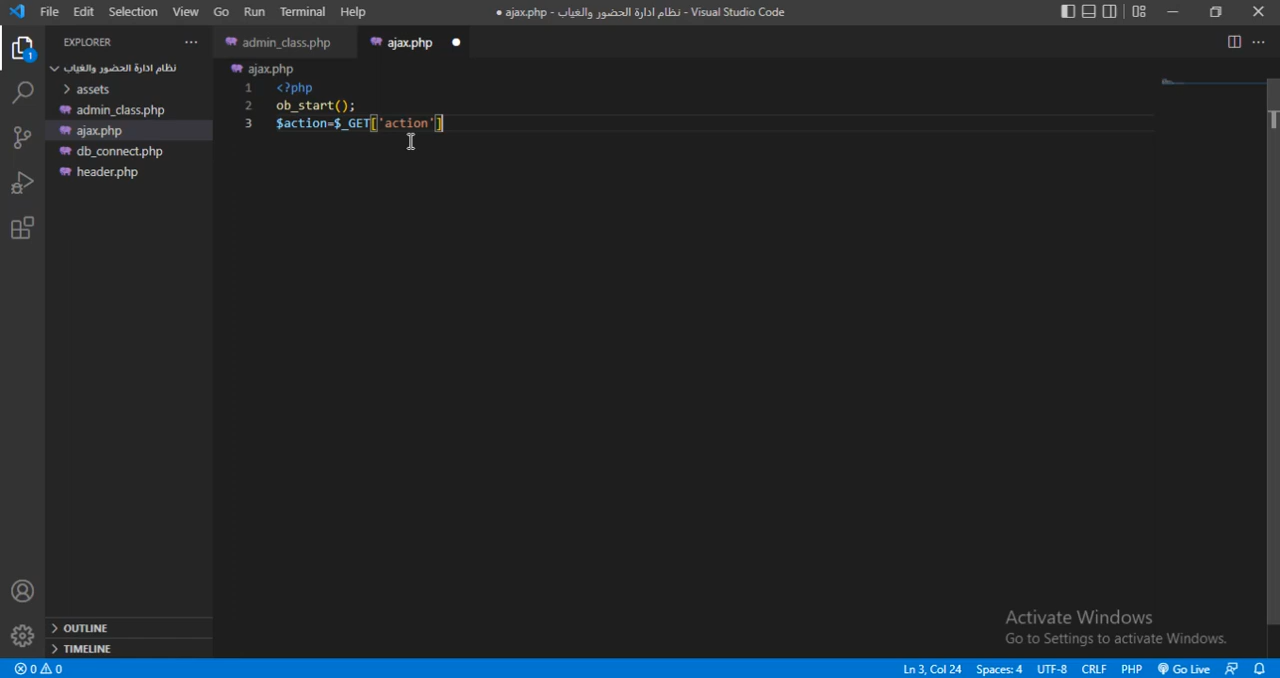 File Edit Selection View Go Run Terminal Help
● ajax.php - نظام ادارة الحضور والغياب - Visual Studio Code
EXPLORER
admin_class.php
ajax.php
نظام ادارة الحضور والغياب
assets
admin_class.php
ajax.php
db_connect.php
header.php
ajax.php
1 <?php
2 ob_start();
3 $action=$_GET['action']
1
OUTLINE
TIMELINE
Activate Windows
Go to Settings to activate Windows.
0 0
Ln 3, Col 24 Spaces: 4 UTF-8 CRLF PHP Go Live